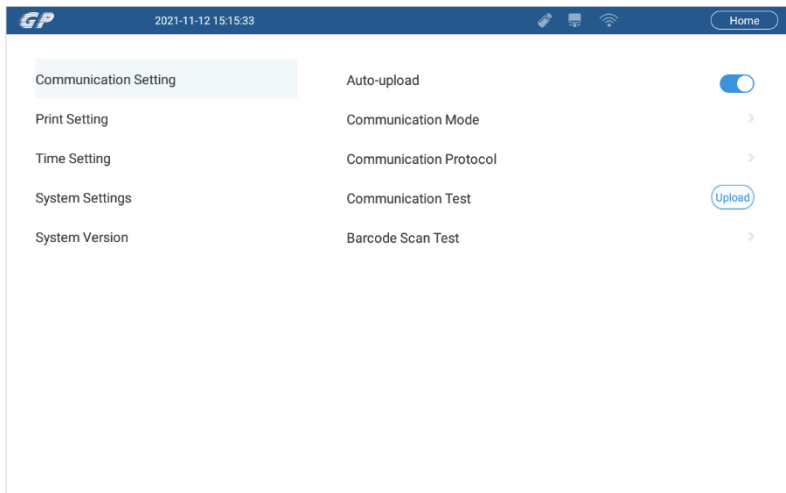 GP 2021-11-12 15:15:33 Home
Communication Setting Auto-upload
Print Setting Communication Mode
Time Setting Communication Protocol
System Settings Communication Test Upload
System Version Barcode Scan Test